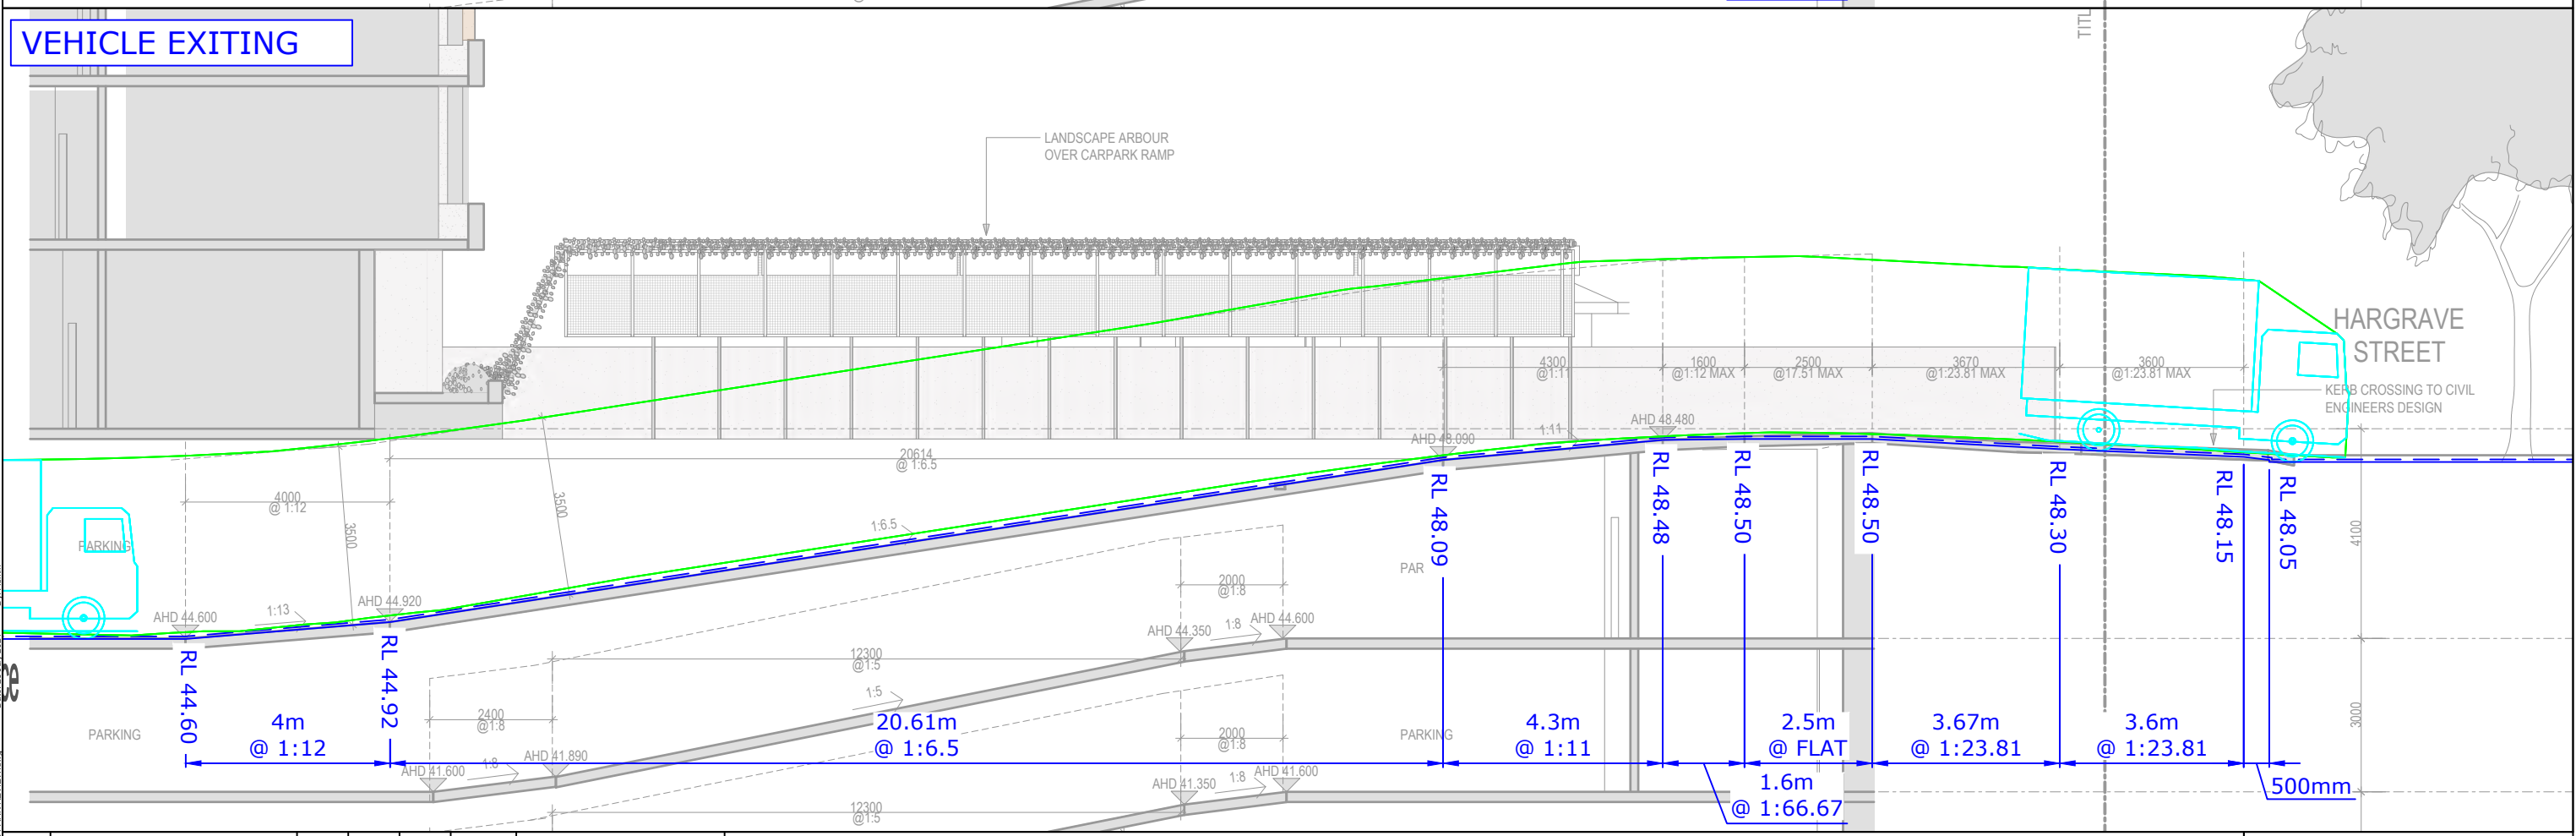 VEHICLE EXITING
TITL
LANDSCAPE ARBOUR
OVER CARPARK RAMP
HARGRAVE
STREET
KERB CROSSING TO CIVIL
ENGINEERS DESIGN
4300
@1:11
1600
@1:12 MAX
2500
@17.51 MAX
3670
@1:23.81 MAX
3600
@1:23.81 MAX
AHD 48.480
AHD 48.090
1:11
20614
@ 1:6.5
4000
@ 1:12
3500
3500
1:6.5
PARKING
AHD 44.600
1:13
AHD 44.920
PAR
2000
@1:8
AHD 44.350
1:8
AHD 44.600
4100
RL 44.60
RL 44.92
RL 48.09
RL 48.48
RL 48.50
RL 48.50
RL 48.30
RL 48.15
RL 48.05
12300
@1:5
1:5
2400
@1:8
2000
@1:8
PARKING
PARKING
3000
4m
@ 1:12
20.61m
@ 1:6.5
4.3m
@ 1:11
2.5m
@ FLAT
3.67m
@ 1:23.81
3.6m
@ 1:23.81
1.6m
@ 1:66.67
500mm
AHD 41.600
1:8
AHD 41.890
AHD 41.350
1:8
AHD 41.600
12300
@1:5